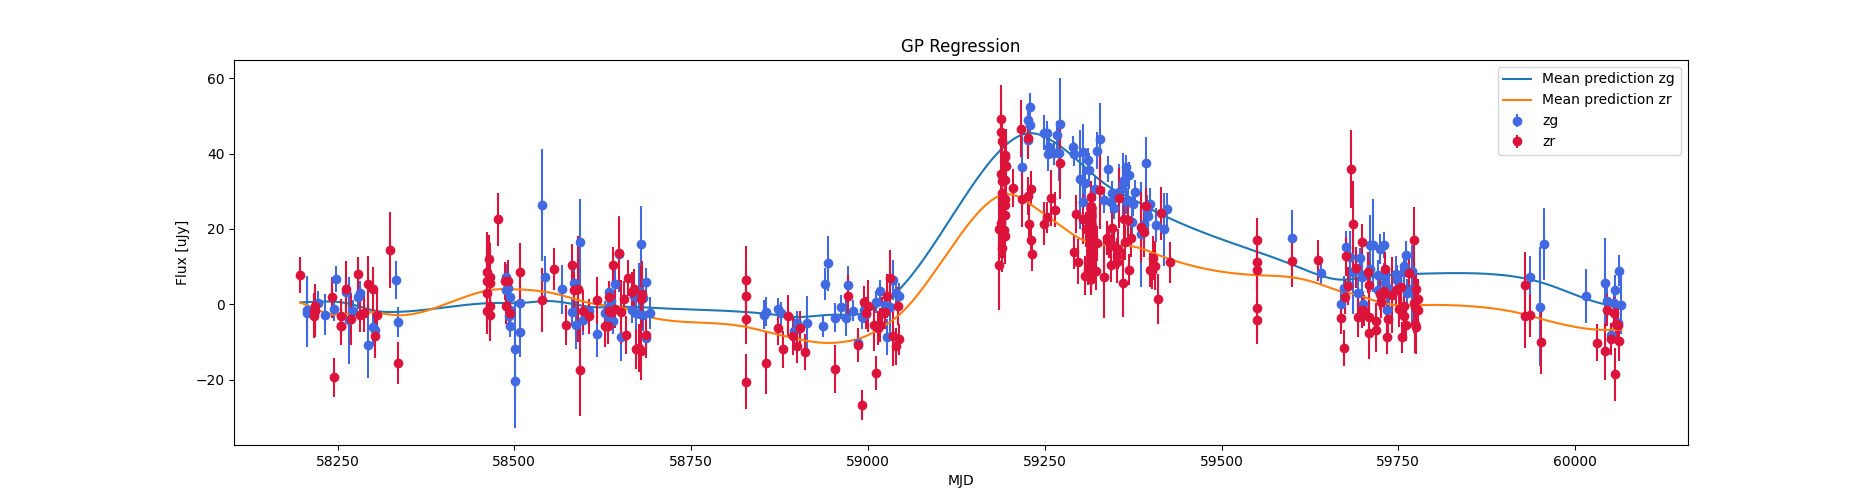 GP Regression
Flux [uJy]
60
40
20
0
−20
58250 58500 58750 59000 59250 59500 59750 60000
MJD
Mean prediction zg
Mean prediction zr
zg
zr